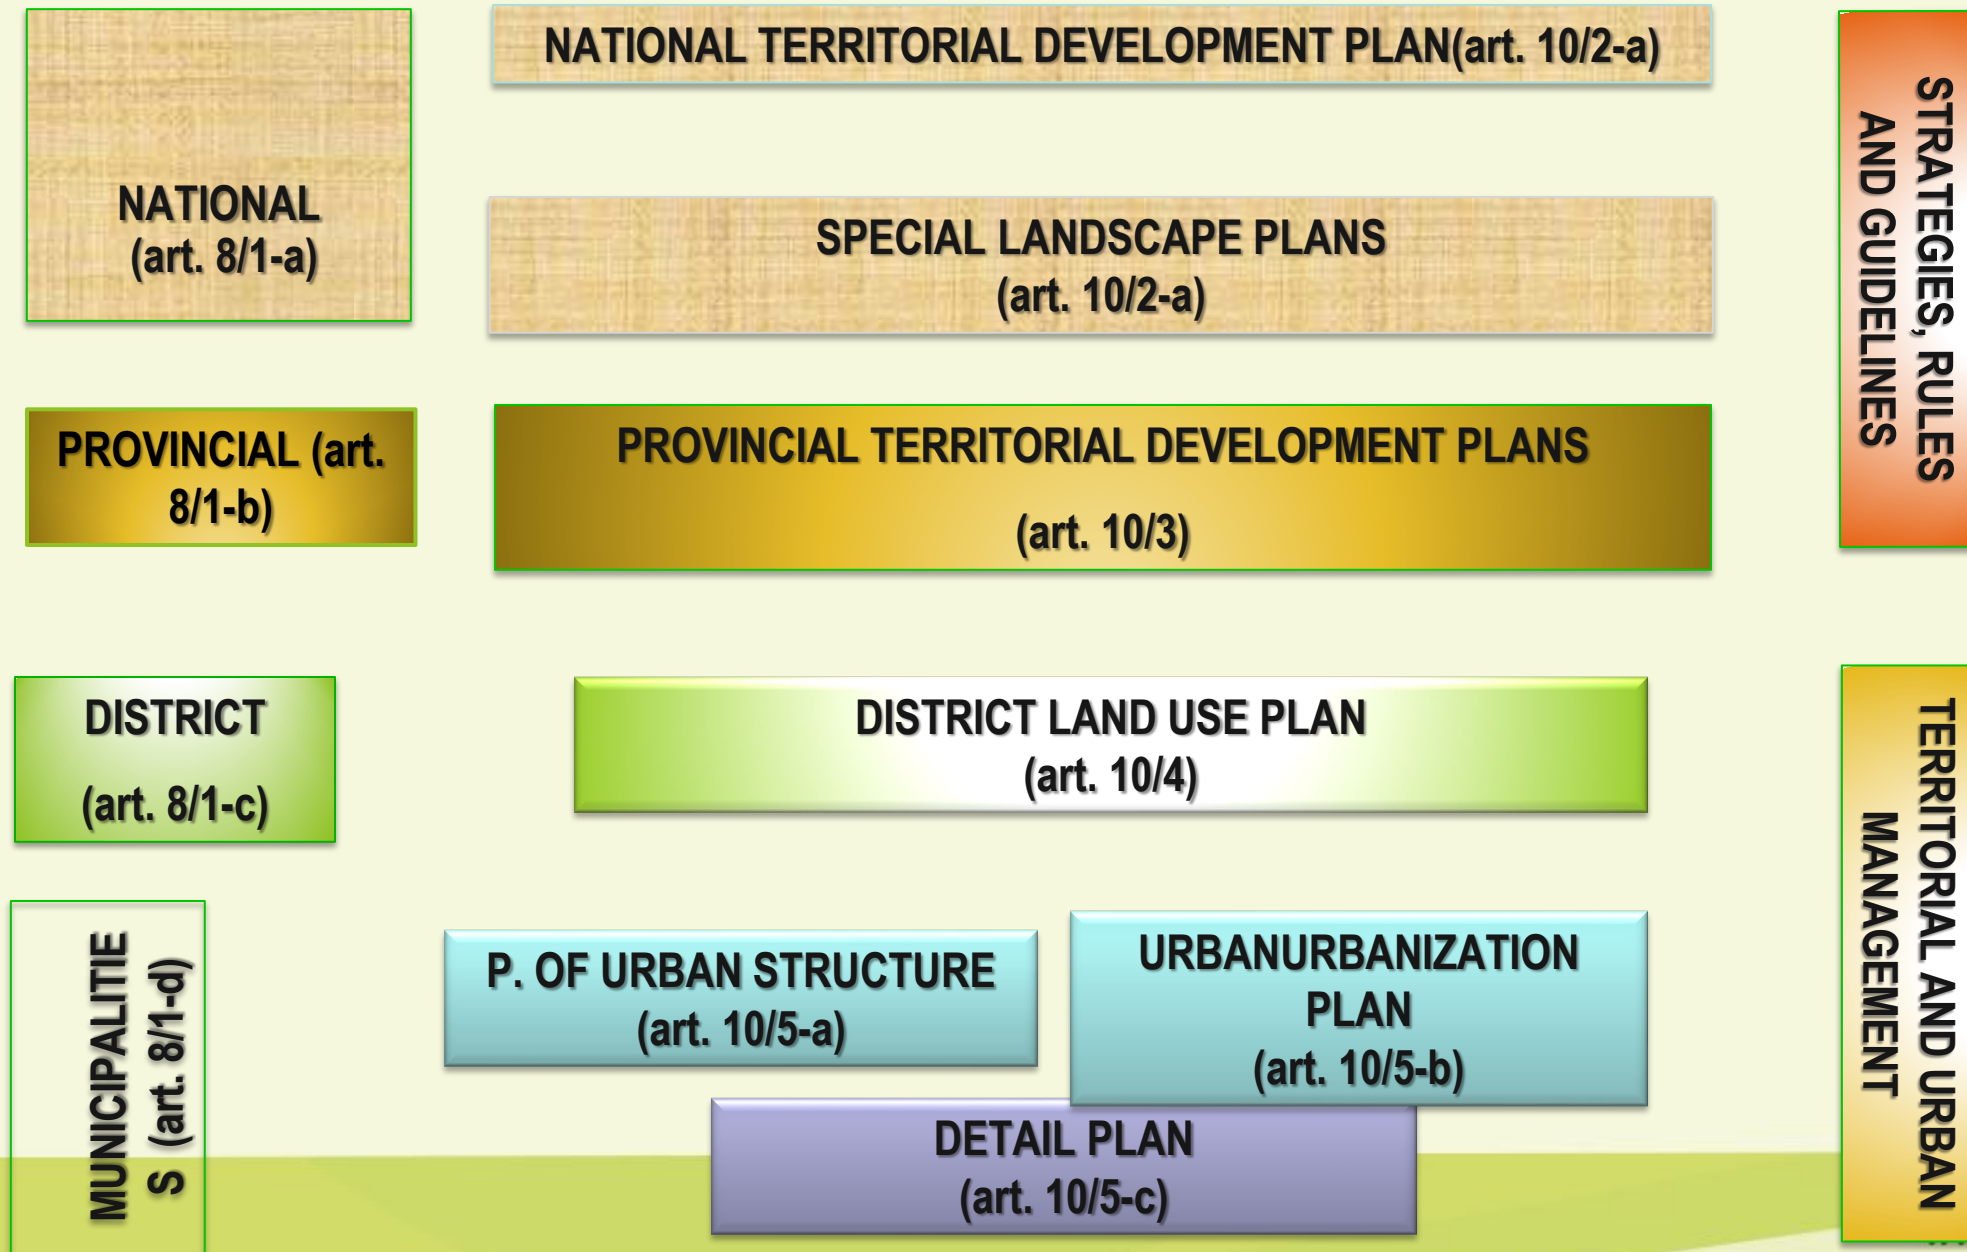 NATIONAL TERRITORIAL DEVELOPMENT PLAN(art. 10/2-a)
NATIONAL
(art. 8/1-a)
SPECIAL LANDSCAPE PLANS
(art. 10/2-a)
STRATEGIES, RULES
AND GUIDELINES
PROVINCIAL (art.
8/1-b)
PROVINCIAL TERRITORIAL DEVELOPMENT PLANS
(art. 10/3)
DISTRICT
(art. 8/1-c)
DISTRICT LAND USE PLAN
(art. 10/4)
TERRITORIAL AND URBAN
MANAGEMENT
MUNICIPALITIE
S (art. 8/1-d)
P. OF URBAN STRUCTURE
(art. 10/5-a)
URBANURBANIZATION
PLAN
(art. 10/5-b)
DETAIL PLAN
(art. 10/5-c)